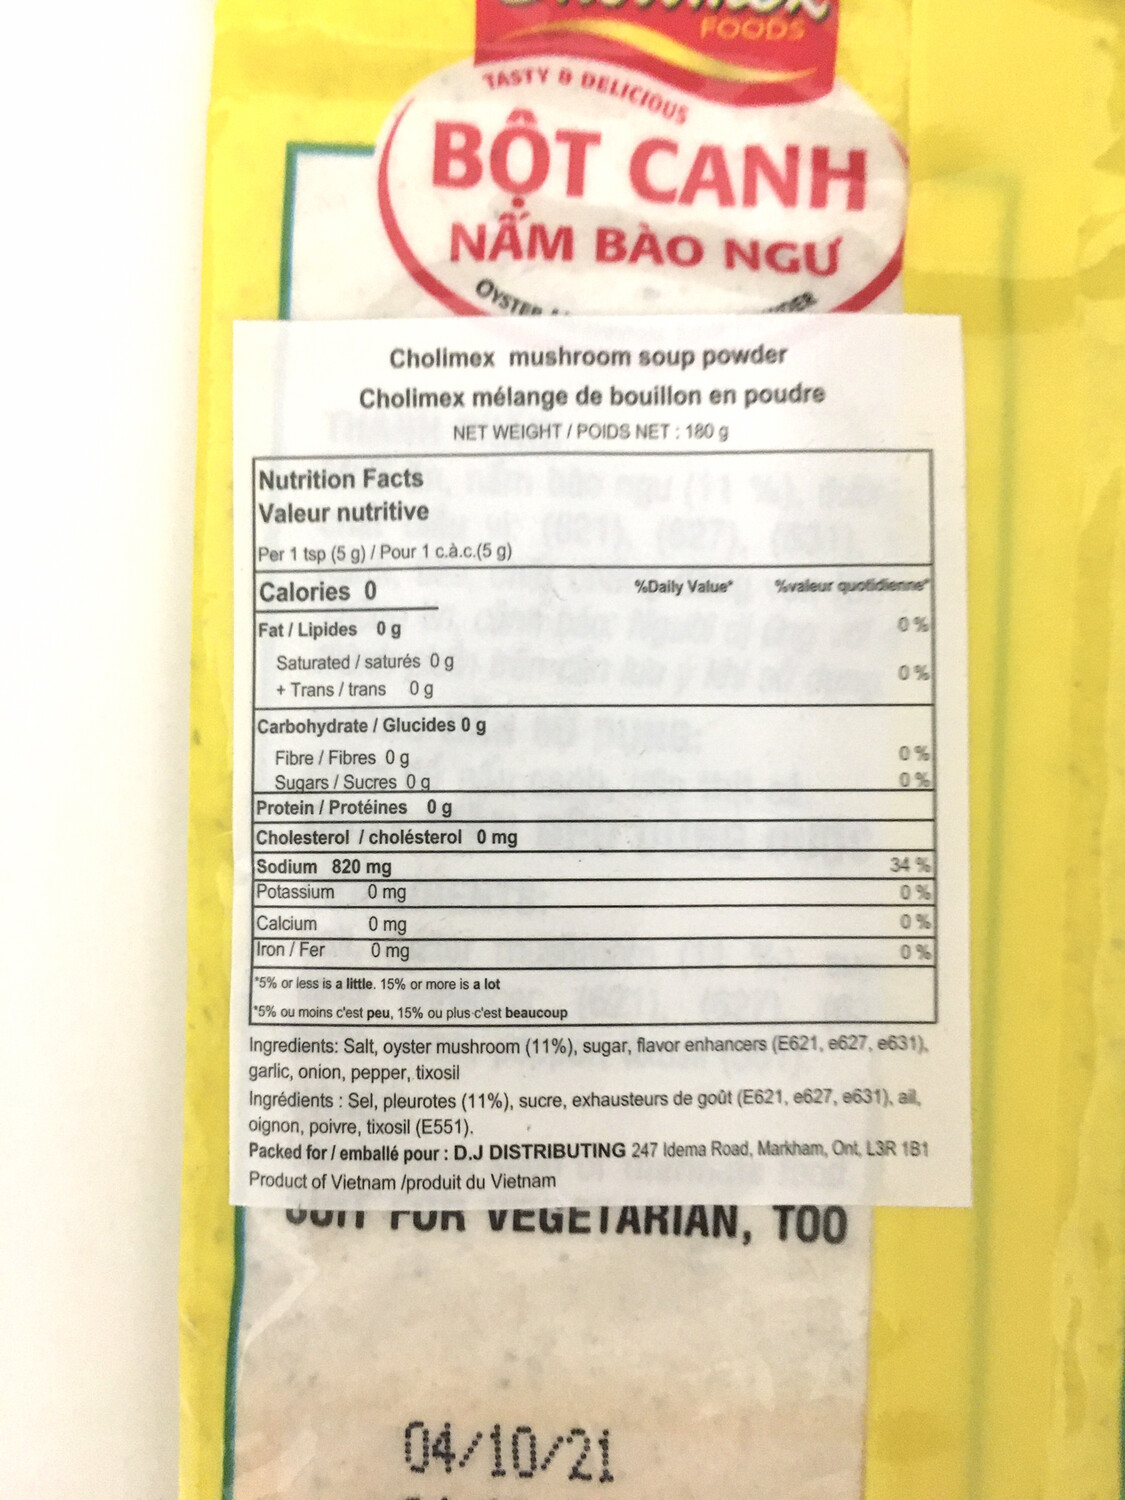 FOODS
TASTY & DELICIOUS
BỘT CANH
NẤM BÀO NGƯ
OYSTER
Cholimex mushroom soup powder
Cholimex mélange de bouillon en poudre
NET WEIGHT / POIDS NET : 180 g
Nutrition Facts
Valeur nutritive
Per 1 tsp (5 g) / Pour 1 c.à.c.(5 g)
Calories 0 %Daily Value* %valeur quotidienne*
Fat / Lipides 0 g 0 %
Saturated / saturés 0 g
+ Trans / trans 0 g 0 %
Carbohydrate / Glucides 0 g
Fibre / Fibres 0 g 0 %
Sugars / Sucres 0 g 0 %
Protein / Protéines 0 g
Cholesterol / cholésterol 0 mg
Sodium 820 mg 34 %
Potassium 0 mg 0 %
Calcium 0 mg 0 %
Iron / Fer 0 mg 0 %
*5% or less is a little. 15% or more is a lot
*5% ou moins c'est peu, 15% ou plus c'est beaucoup
Ingredients: Salt, oyster mushroom (11%), sugar, flavor enhancers (E621, e627, e631),
garlic, onion, pepper, tixosil
Ingrédients : Sel, pleurotes (11%), sucre, exhausteurs de goût (E621, e627, e631), ail,
oignon, poivre, tixosil (E551).
Packed for / emballé pour : D.J DISTRIBUTING 247 Idema Road, Markham, Ont, L3R 1B1
Product of Vietnam /produit du Vietnam
SUIT FOR VEGETARIAN, TOO
04/10/21